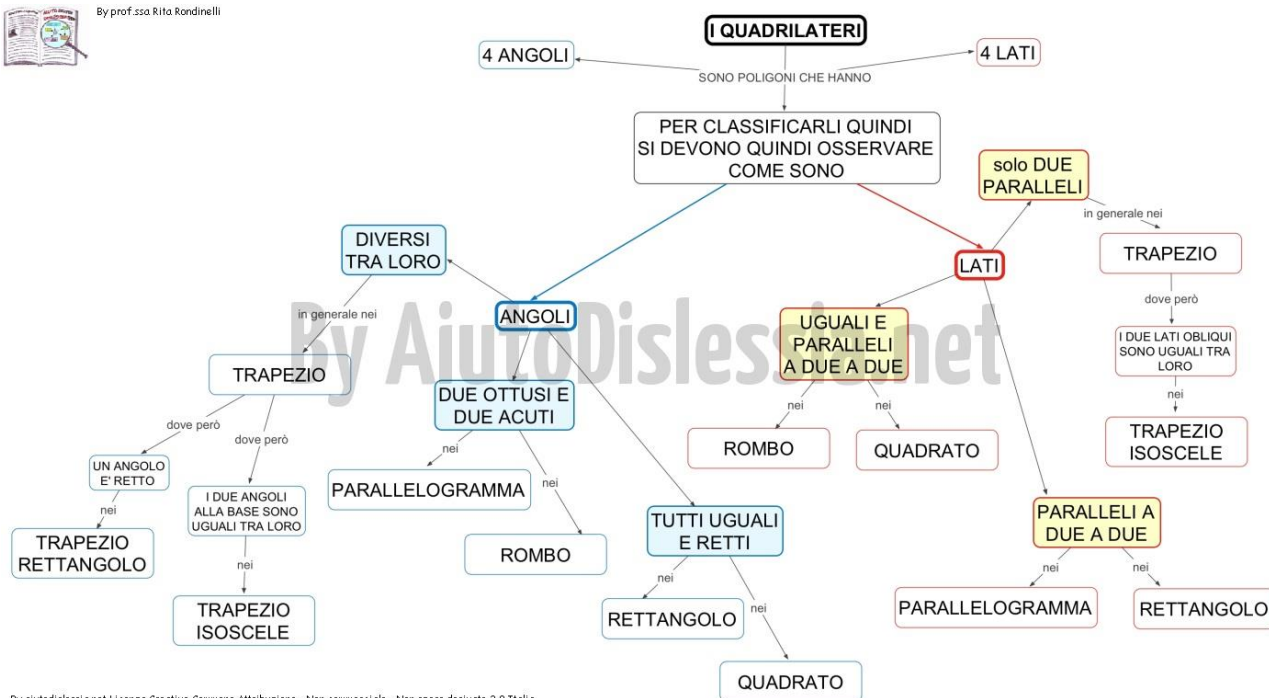 By prof.ssa Rita Rondinelli
I QUADRILATERI
4 ANGOLI
4 LATI
SONO POLIGONI CHE HANNO
PER CLASSIFICARLI QUINDI
SI DEVONO QUINDI OSSERVARE
COME SONO
solo DUE
PARALLELI
in generale nei
TRAPEZIO
dove però
I DUE LATI OBLIQUI
SONO UGUALI TRA
LORO
nei
TRAPEZIO
ISOSCELE
LATI
UGUALI E
PARALLELI
A DUE A DUE
nei
nei
ROMBO
QUADRATO
PARALLELI A
DUE A DUE
nei
nei
PARALLELOGRAMMA
RETTANGOLO
DIVERSI
TRA LORO
ANGOLI
in generale nei
TRAPEZIO
dove però
dove però
UN ANGOLO
E' RETTO
nei
TRAPEZIO
RETTANGOLO
I DUE ANGOLI
ALLA BASE SONO
UGUALI TRA LORO
nei
TRAPEZIO
ISOSCELE
DUE OTTUSI E
DUE ACUTI
nei
nei
PARALLELOGRAMMA
ROMBO
TUTTI UGUALI
E RETTI
nei
nei
RETTANGOLO
QUADRATO
By AiutoDislessia.net